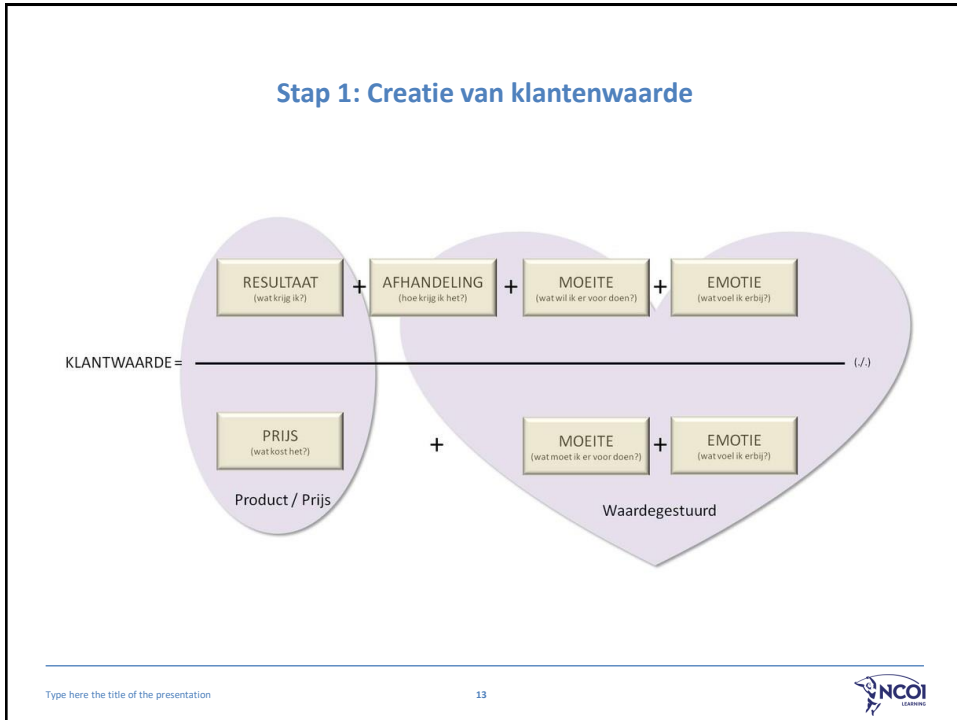 Stap 1: Creatie van klantenwaarde
RESULTAAT + AFHANDELING + MOEITE + EMOTIE
(wat krijg ik?) (hoe krijg ik het?) (wat wil ik er voor doen?) (wat voel ik erbij?)
KLANTWAARDE = (./.)
PRIJS + MOEITE + EMOTIE
(wat kost het?) (wat moet ik er voor doen?) (wat voel ik erbij?)
Product / Prijs
Waardegestuurd
Type here the title of the presentation 13 NCOI
LEARNING